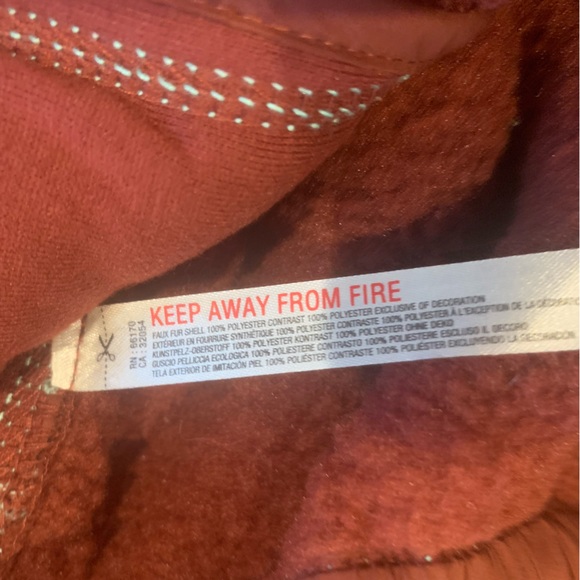 KEEP AWAY FROM FIRE
FAUX FUR SHELL 100% POLYESTER CONTRAST 100% POLYESTER EXCLUSIVE OF DECORATION
EXTÉRIEUR EN FOURRURE SYNTHÉTIQUE 100% POLYESTER CONTRASTE 100% POLYESTER À L'EXCEPTION DE LA DÉCORATION
KUNSTPELZ-OBERSTOFF 100% POLYESTER KONTRAST 100% POLYESTER OHNE DEKO
GUSCIO PELLICCIA ECOLOGICA 100% POLIESTERE CONTRASTO 100% POLIESTERE ESCLUSO IL DECORO
TELA EXTERIOR DE IMITACIÓN PIEL 100% POLIÉSTER CONTRASTE 100% POLIÉSTER EXCLUYENDO LA DECORACIÓN
RN : 66170
CA : 32054